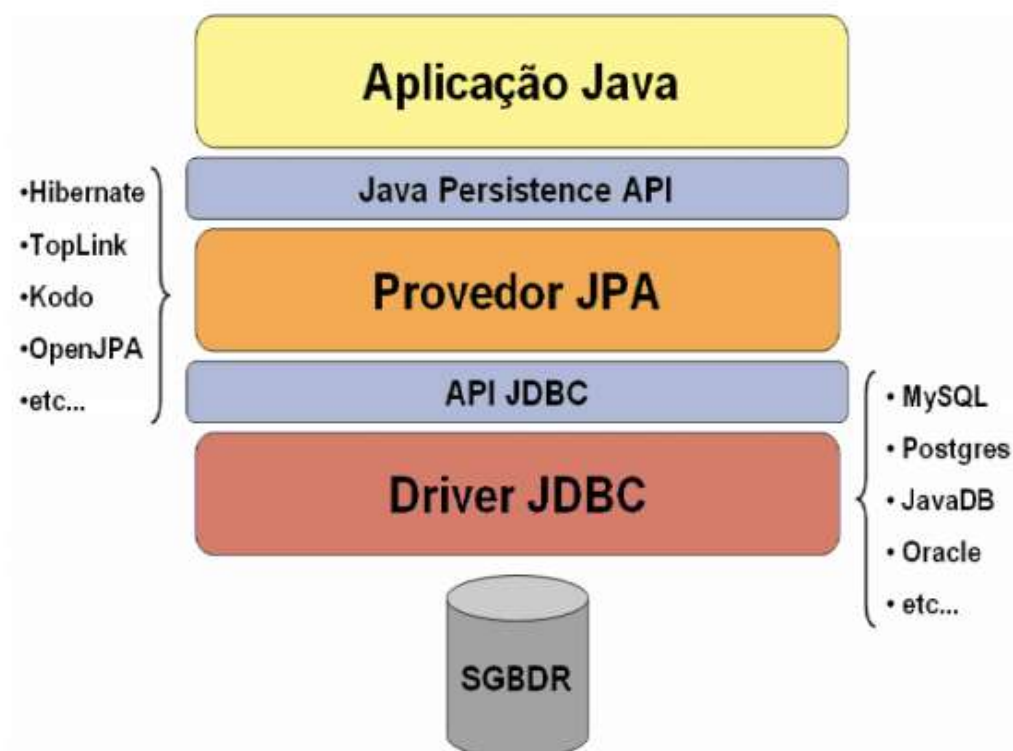 Aplicação Java
Java Persistence API
•Hibernate
•TopLink
•Kodo
•OpenJPA
•etc...
Provedor JPA
API JDBC
Driver JDBC
• MySQL
• Postgres
• JavaDB
• Oracle
• etc...
SGBDR